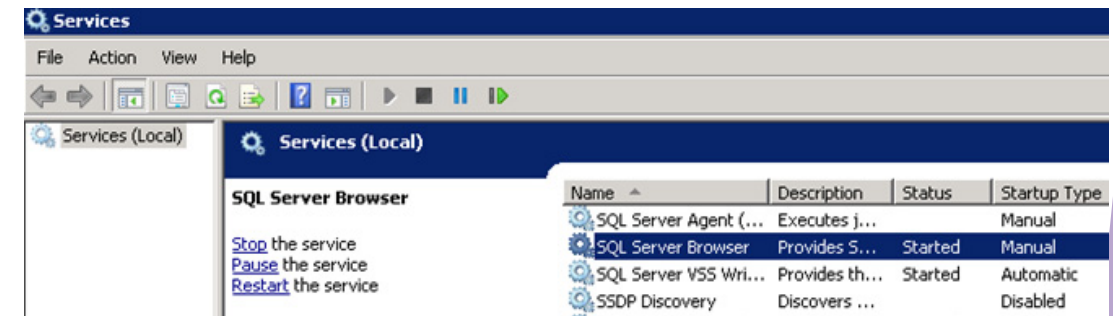 Services
File Action View Help
Services (Local)
Services (Local)
SQL Server Browser
Stop the service
Pause the service
Restart the service
Name Description Status Startup Type
SQL Server Agent (... Executes j... Manual
SQL Server Browser Provides S... Started Manual
SQL Server VSS Wri... Provides th... Started Automatic
SSDP Discovery Discovers ... Disabled